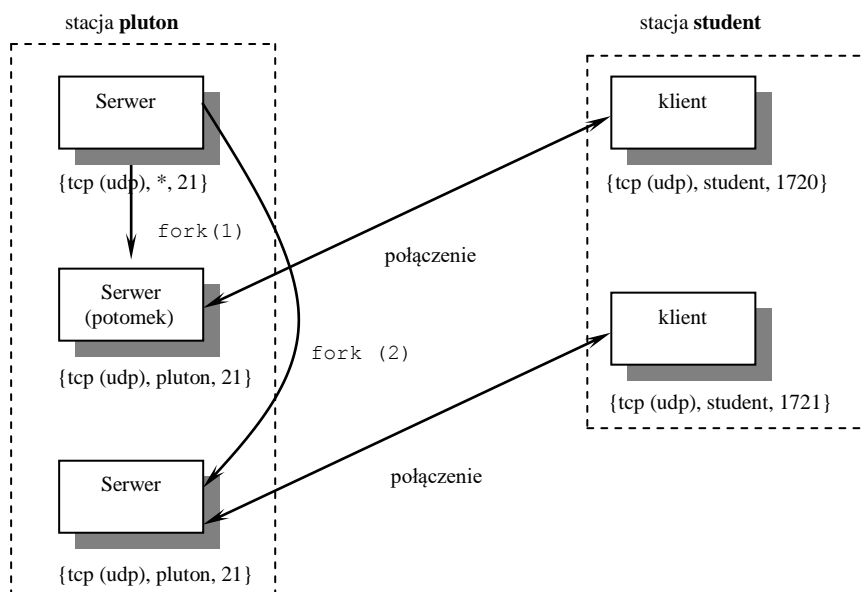 stacja pluton
stacja student
Serwer
klient
{tcp (udp), *, 21}
{tcp (udp), student, 1720}
fork(1)
połączenie
Serwer
(potomek)
klient
fork (2)
{tcp (udp), pluton, 21}
{tcp (udp), student, 1721}
Serwer
połączenie
{tcp (udp), pluton, 21}